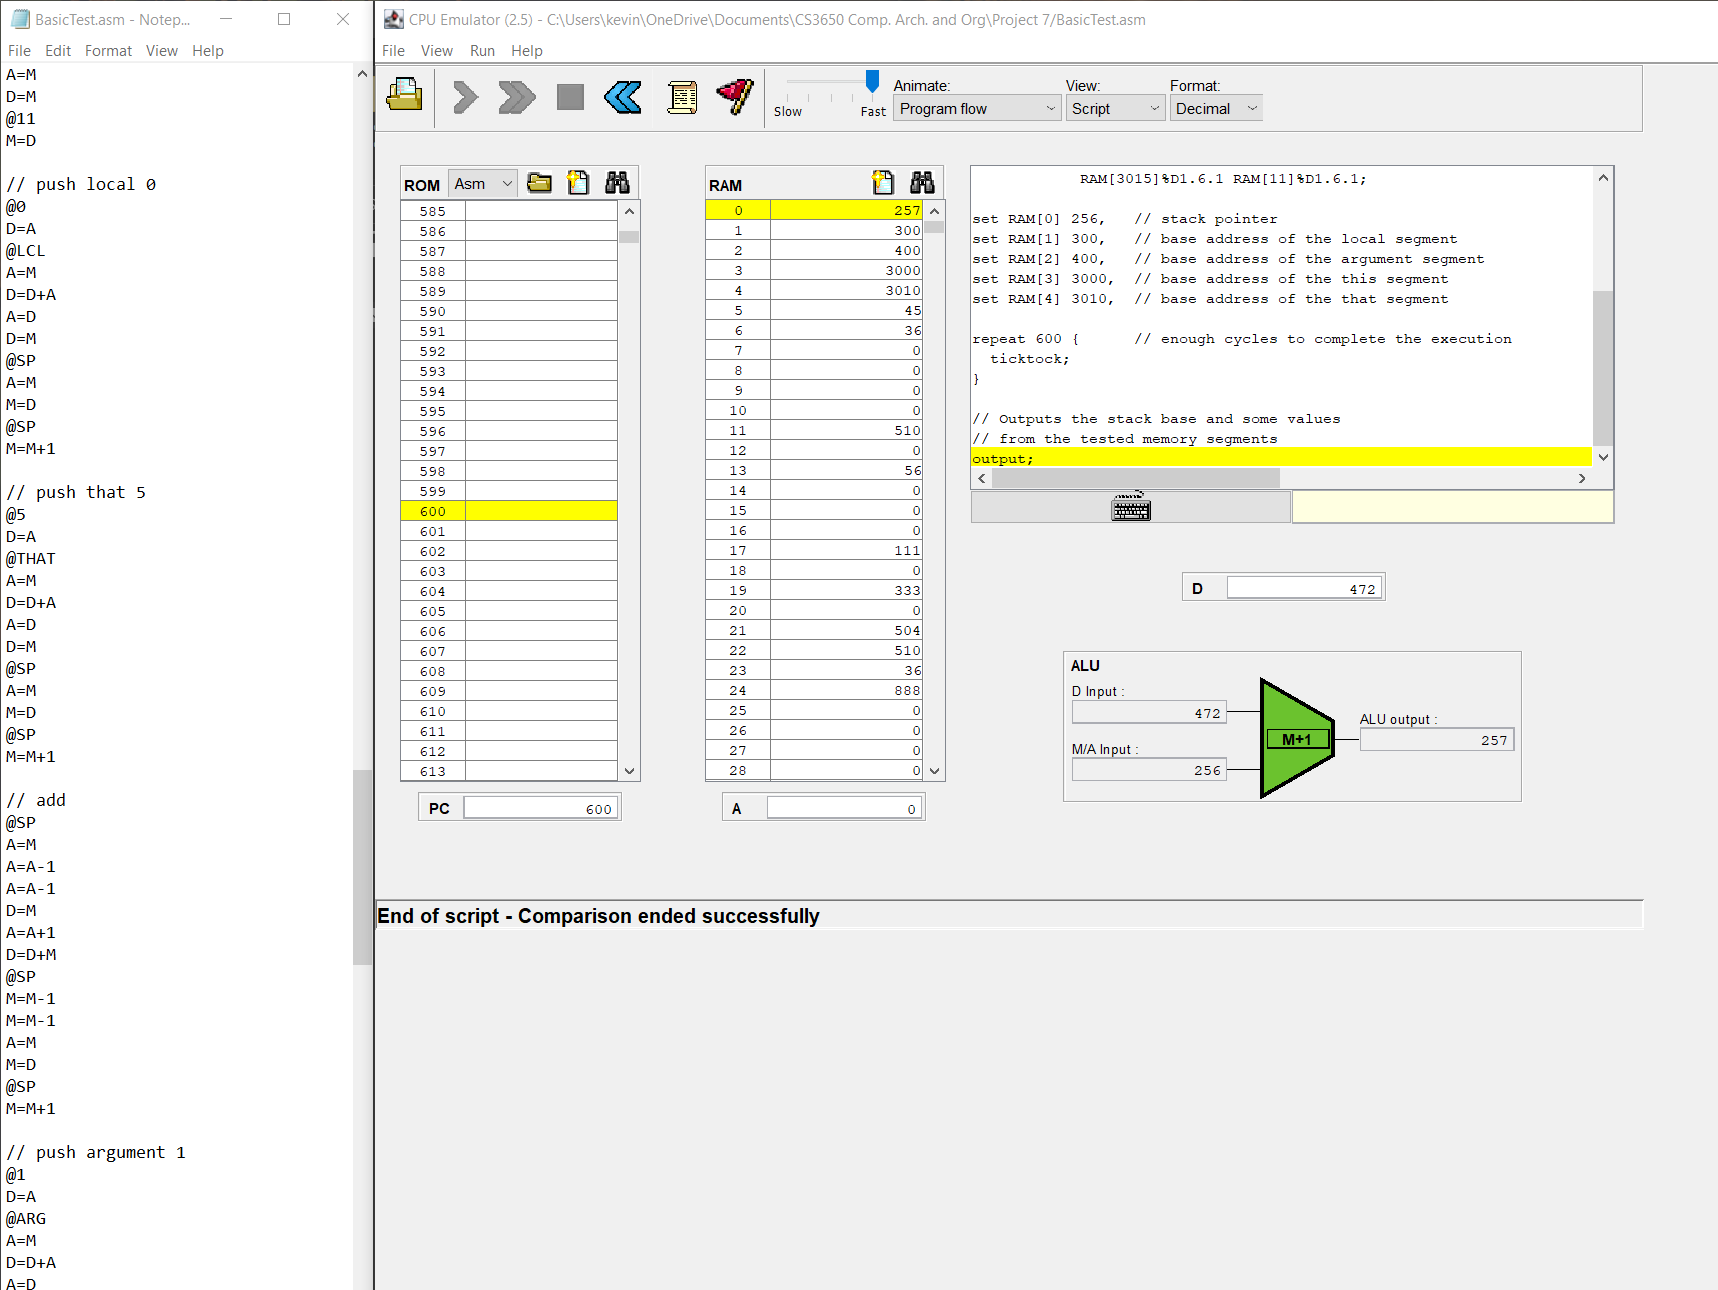 BasicTest.asm - Notep...
File Edit Format View Help
A=M
D=M
@11
M=D
// push local 0
@0
D=A
@LCL
A=M
D=D+A
A=D
D=M
@SP
A=M
M=D
@SP
M=M+1
// push that 5
@5
D=A
@THAT
A=M
D=D+A
A=D
D=M
@SP
A=M
M=D
@SP
M=M+1
// add
@SP
A=M
A=A-1
A=A-1
D=M
A=A+1
D=D+M
@SP
M=M-1
M=M-1
A=M
M=D
@SP
M=M+1
// push argument 1
@1
D=A
@ARG
A=M
D=D+A
A=D
CPU Emulator (2.5) - C:\Users\kevin\OneDrive\Documents\CS3650 Comp. Arch. and Org\Project 7/BasicTest.asm
File View Run Help
Slow Fast
Animate:
Program flow
View:
Script
Format:
Decimal
ROM Asm
585
586
587
588
589
590
591
592
593
594
595
596
597
598
599
600
601
602
603
604
605
606
607
608
609
610
611
612
613
PC 600
RAM
0 257
1 300
2 400
3 3000
4 3010
5 45
6 36
7 0
8 0
9 0
10 0
11 510
12 0
13 56
14 0
15 0
16 0
17 111
18 0
19 333
20 0
21 504
22 510
23 36
24 888
25 0
26 0
27 0
28 0
A 0
RAM[3015]%D1.6.1 RAM[11]%D1.6.1;
set RAM[0] 256, // stack pointer
set RAM[1] 300, // base address of the local segment
set RAM[2] 400, // base address of the argument segment
set RAM[3] 3000, // base address of the this segment
set RAM[4] 3010, // base address of the that segment
repeat 600 { // enough cycles to complete the execution
ticktock;
}
// Outputs the stack base and some values
// from the tested memory segments
output;
D 472
ALU
D Input :
472
M/A Input :
256
M+1
ALU output :
257
End of script - Comparison ended successfully